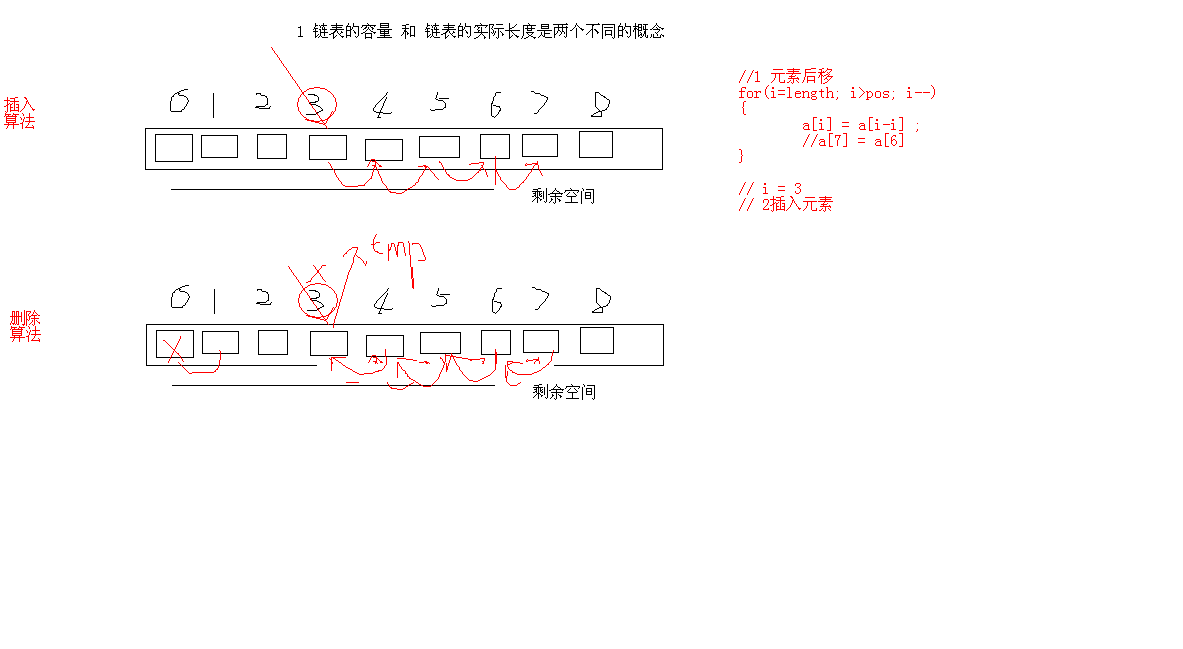 1 链表的容量 和 链表的实际长度是两个不同的概念
插入
算法
0 1 2 3 4 5 6 7 8
剩余空间
//1 元素后移
for(i=length; i>pos; i--)
{
a[i] = a[i-i] ;
//a[7] = a[6]
}
// i = 3
// 2插入元素
tmp
x
0 1 2 3 4 5 6 7 8
删除
算法
x
剩余空间